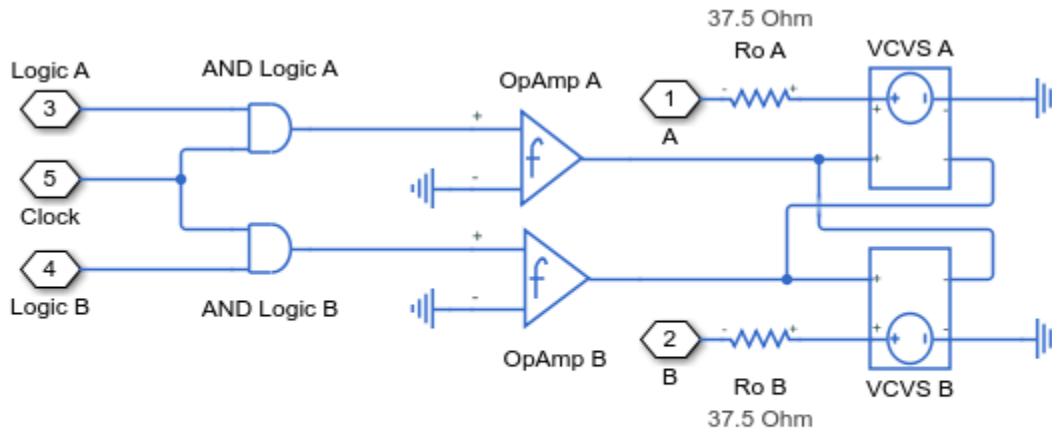 37.5 Ohm
Ro A
VCVS A
Logic A
AND Logic A
OpAmp A
3
1
A
+
-
-
+
+
-
+
-
+
-
5
Clock
4
Logic B
AND Logic B
+
-
OpAmp B
2
B
-
+
+
-
+
-
+
-
Ro B
37.5 Ohm
VCVS B